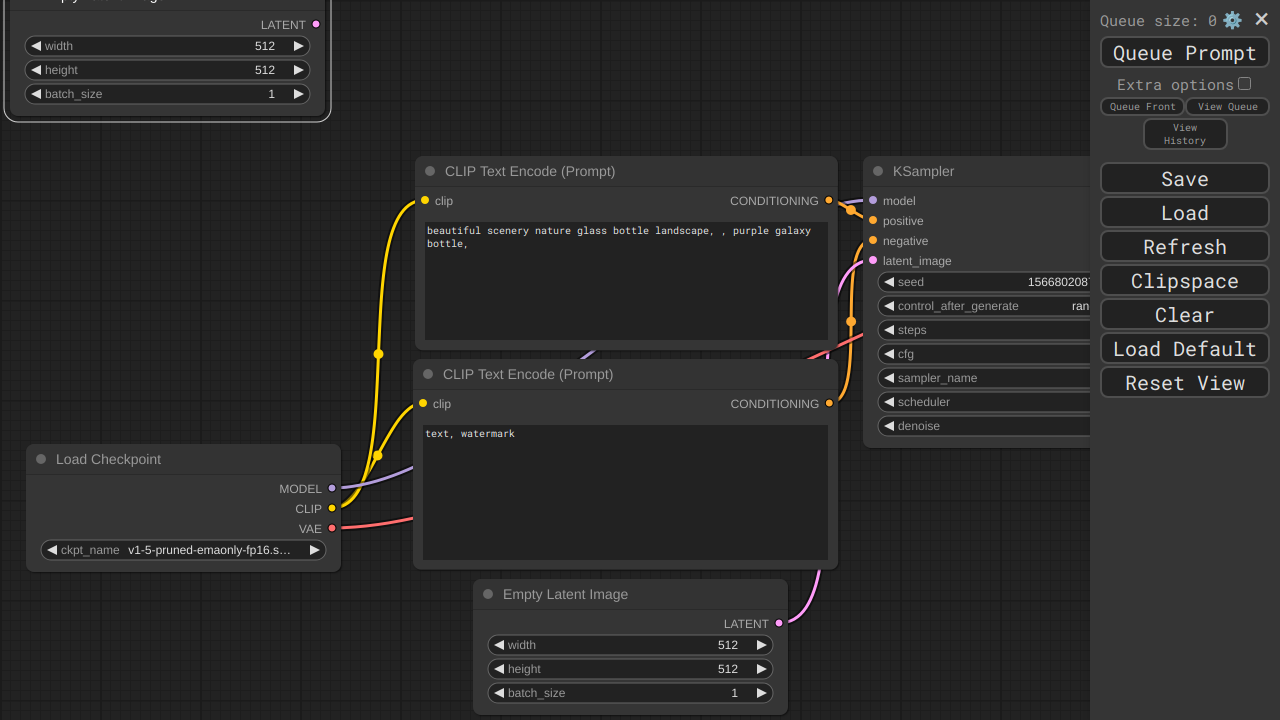 LATENT
width 512
height 512
batch_size 1
CLIP Text Encode (Prompt)
clip CONDITIONING
beautiful scenery nature glass bottle landscape, , purple galaxy
bottle,
CLIP Text Encode (Prompt)
clip CONDITIONING
text, watermark
Load Checkpoint
MODEL
CLIP
VAE
ckpt_name v1-5-pruned-emaonly-fp16.s…
Empty Latent Image
LATENT
width 512
height 512
batch_size 1
KSampler
model
positive
negative
latent_image
seed 156680208
control_after_generate ran
steps
cfg
sampler_name
scheduler
denoise
Queue size: 0
Queue Prompt
Extra options
Queue Front View Queue
View
History
Save
Load
Refresh
Clipspace
Clear
Load Default
Reset View